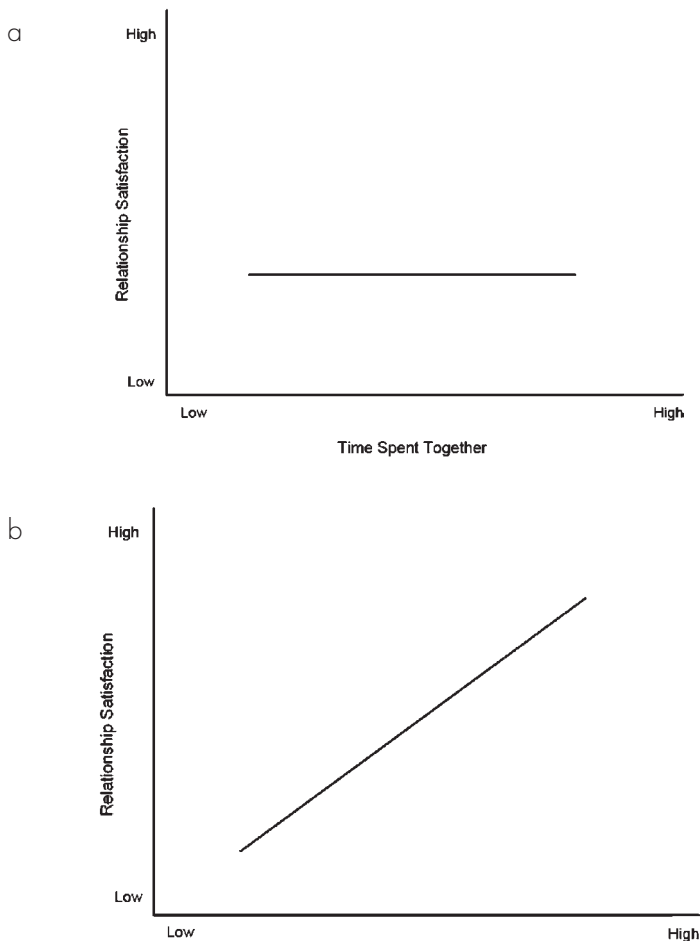 a
High
Relationship Satisfaction
Low
Low
High
Time Spent Together
b
High
Relationship Satisfaction
Low
Low
High